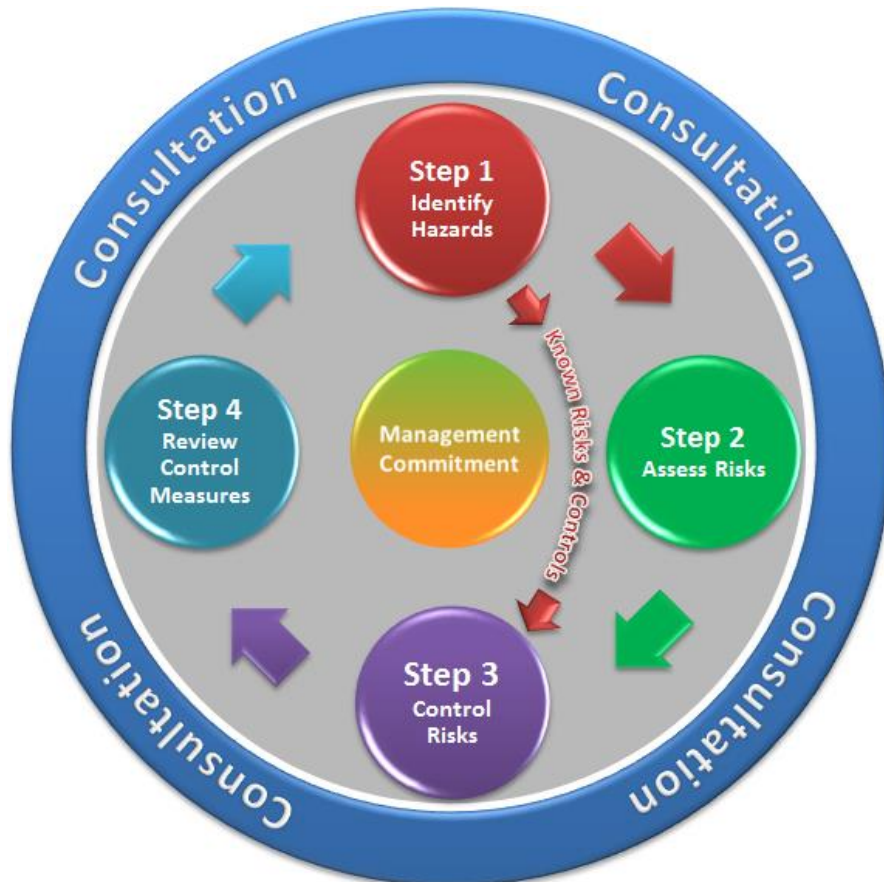 Consultation
Consultation
Step 1
Identify
Hazards
Known Risks & Controls
Step 4
Review
Control
Measures
Management
Commitment
Step 2
Assess Risks
Step 3
Control
Risks
Consultation
Consultation